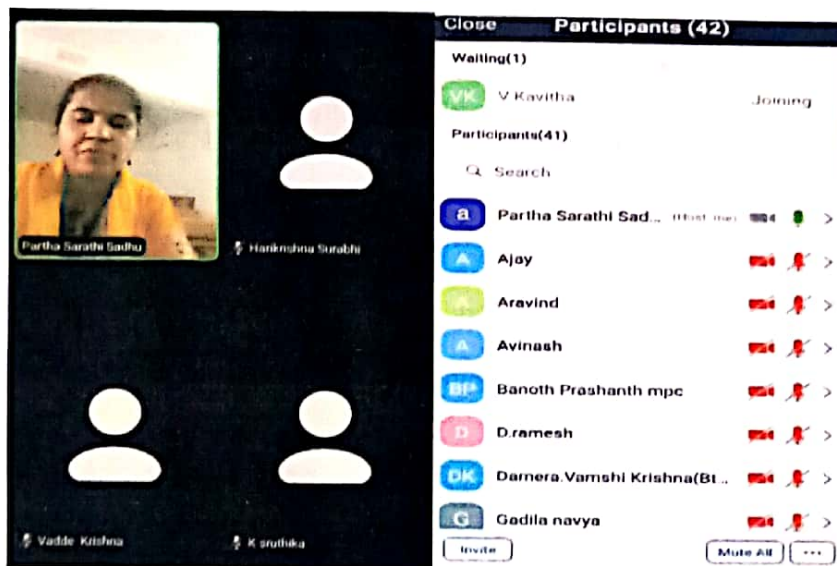 Partha Sarathi Sadhu
Harikrishna Surabhi
Vadde Krishna
K sruthika
Close Participants (42)
Waiting(1)
VK V Kavitha Joining
Participants(41)
Search
a Partha Sarathi Sad... (Host, me)
A Ajay
A Aravind
A Avinash
BP Banoth Prashanth mpc
D D.ramesh
DK Damera.Vamshi Krishna(Bt...
G Gadila navya
Invite Mute All ...